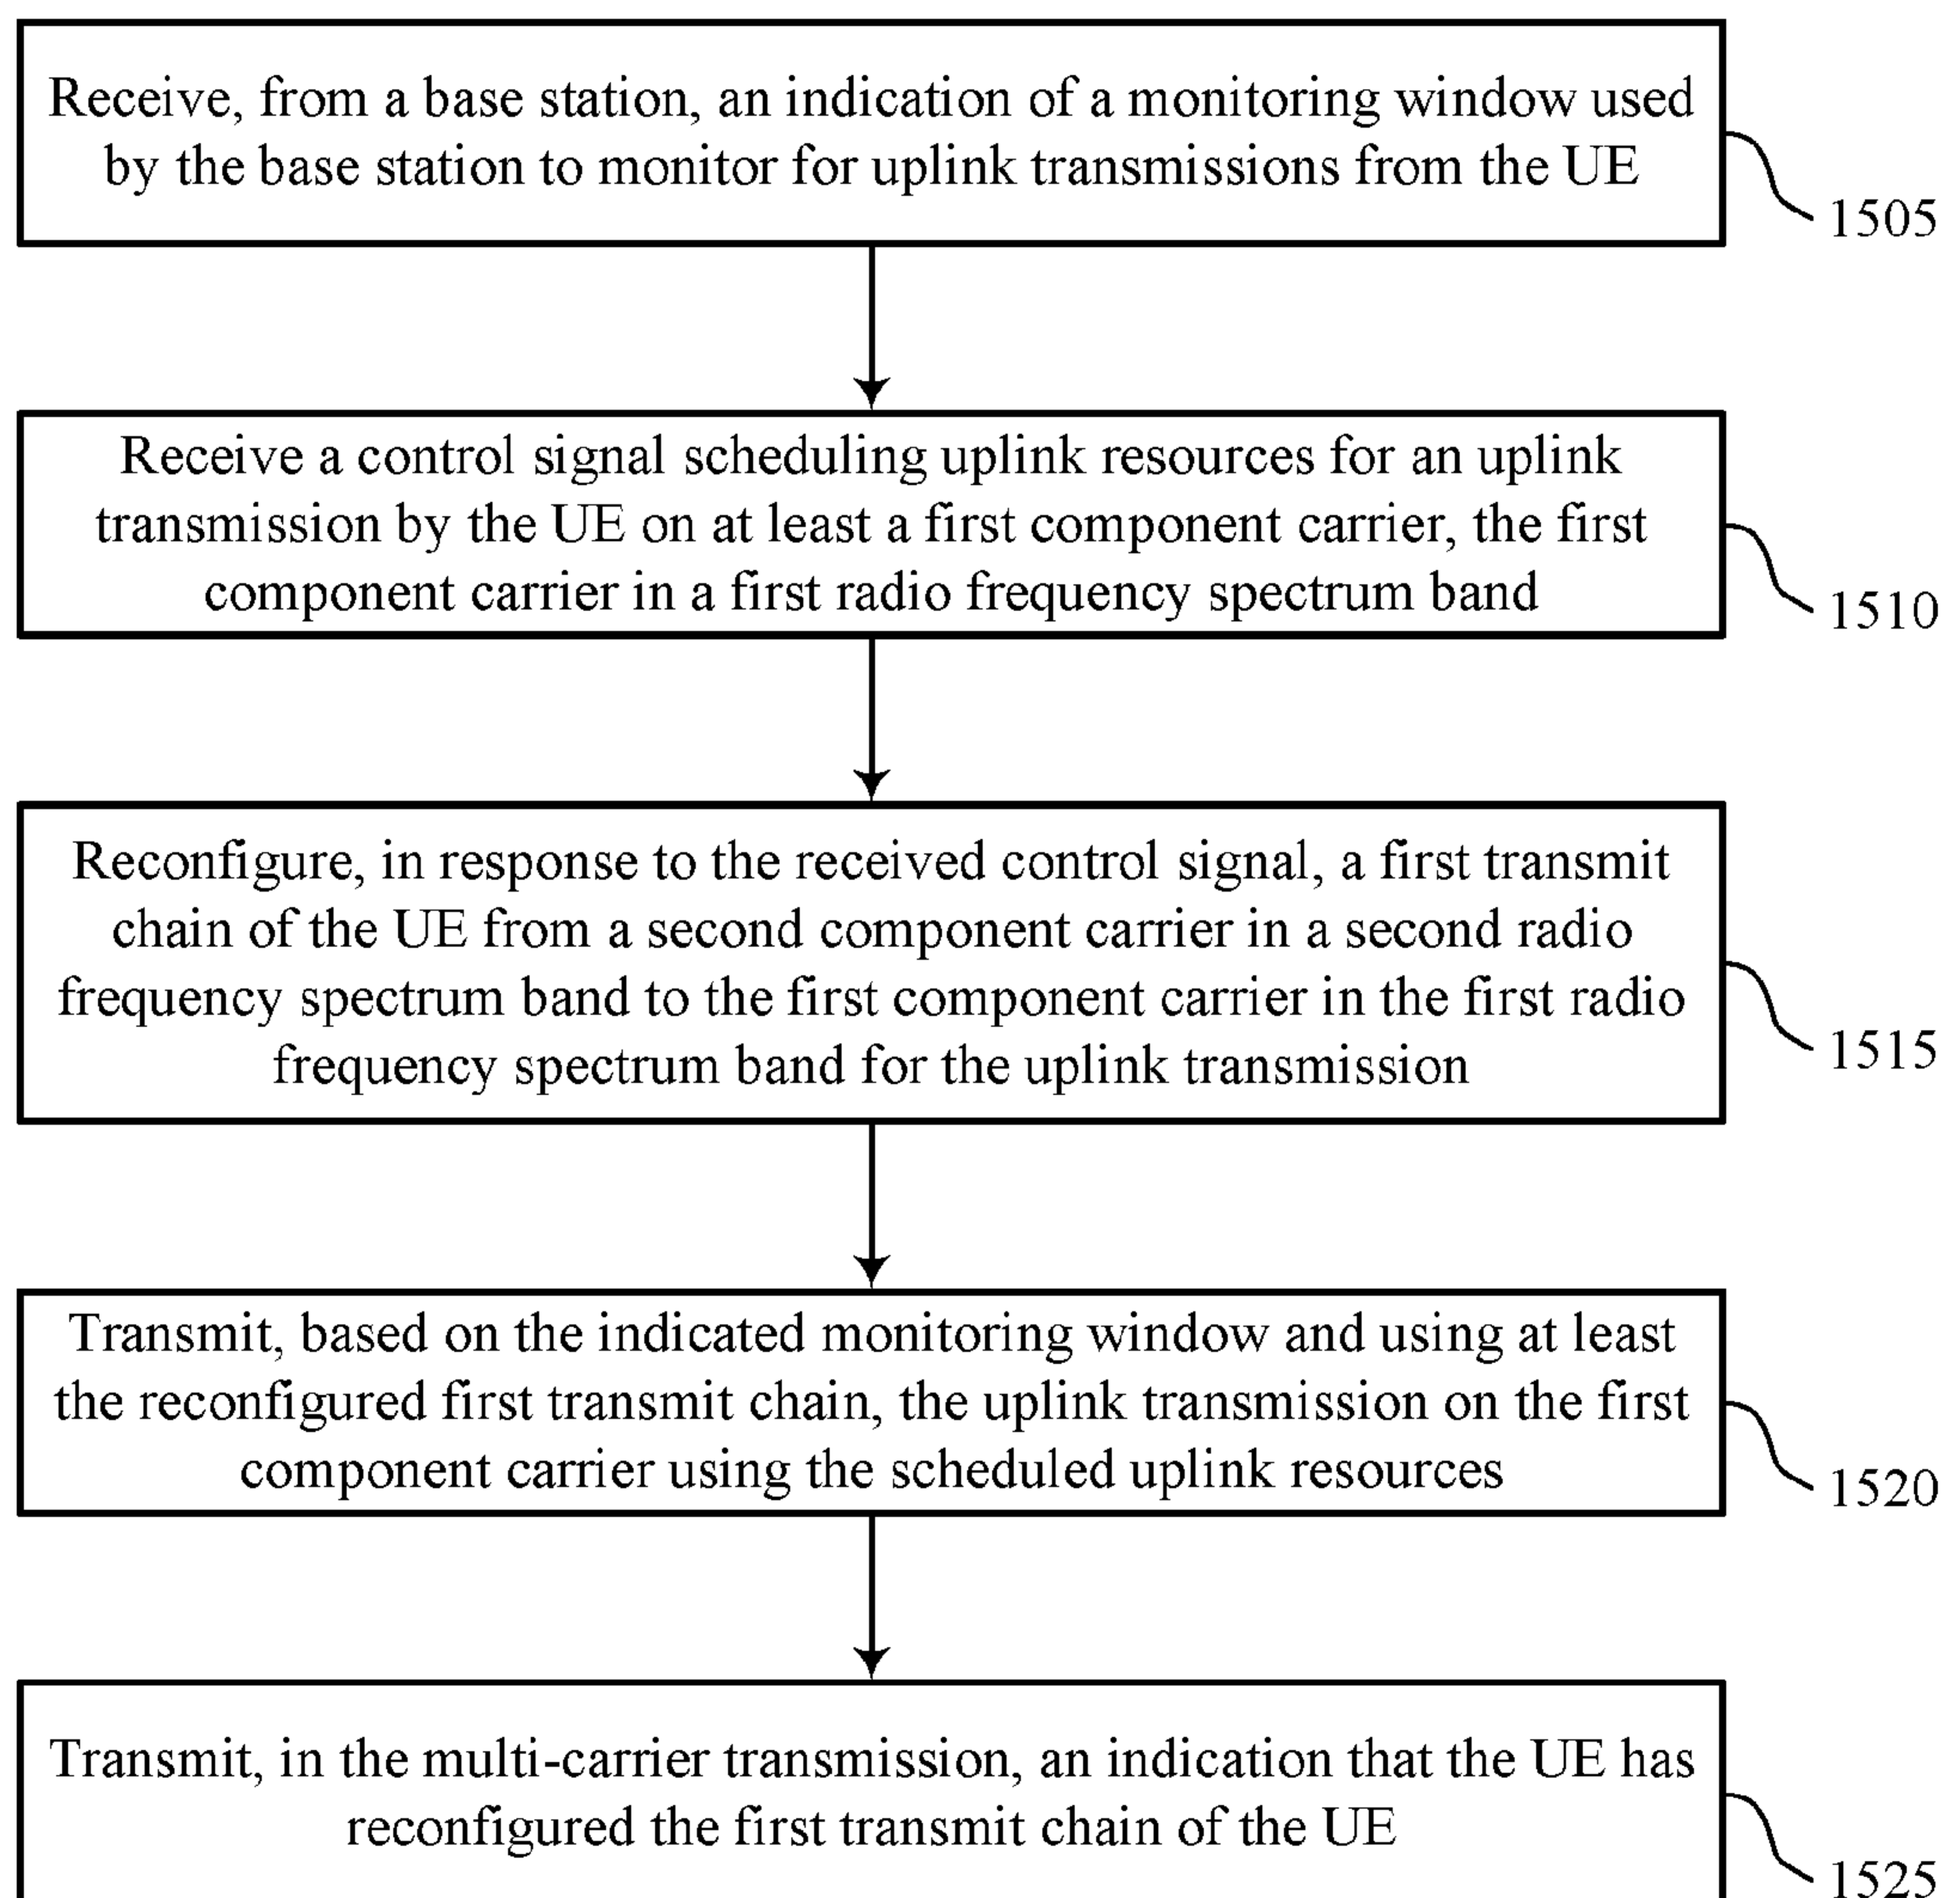 Receive, from a base station, an indication of a monitoring window used
by the base station to monitor for uplink transmissions from the UE
1505
Receive a control signal scheduling uplink resources for an uplink
transmission by the UE on at least a first component carrier, the first
component carrier in a first radio frequency spectrum band
1510
Reconfigure, in response to the received control signal, a first transmit
chain of the UE from a second component carrier in a second radio
frequency spectrum band to the first component carrier in the first radio
frequency spectrum band for the uplink transmission
1515
Transmit, based on the indicated monitoring window and using at least
the reconfigured first transmit chain, the uplink transmission on the first
component carrier using the scheduled uplink resources
1520
Transmit, in the multi-carrier transmission, an indication that the UE has
reconfigured the first transmit chain of the UE
1525